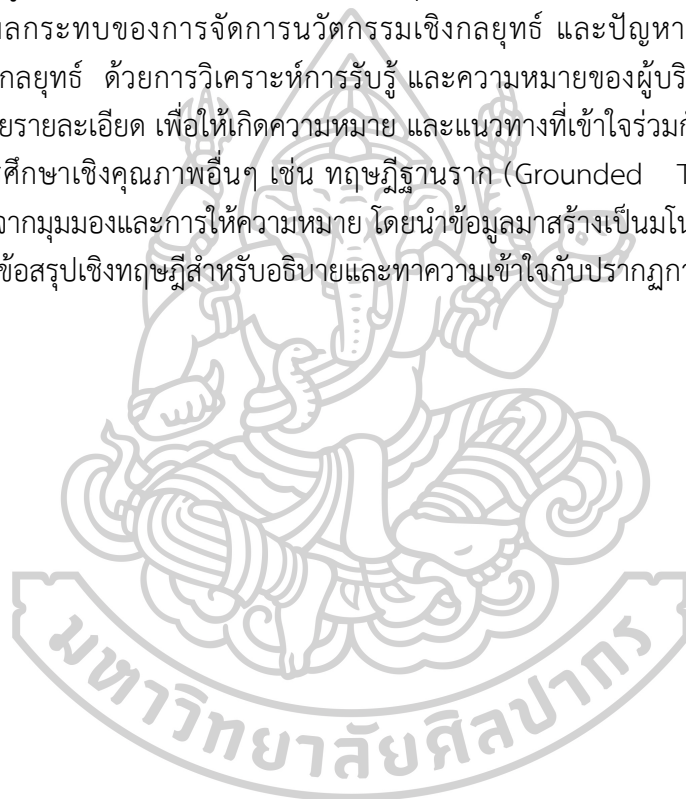 ลกระทบของการจัดการนวัตกรรมเชิงกลยุทธ์ และปัญหา
กลยุทธ์ ด้วยการวิเคราะห์การรับรู้ และความหมายของผู้บริ
ยรายละเอียด เพื่อให้เกิดความหมาย และแนวทางที่เข้าใจร่วมกั
ศึกษาเชิงคุณภาพอื่นๆ เช่น ทฤษฎีฐานราก (Grounded T
จากมุมมองและการให้ความหมาย โดยนำข้อมูลมาสร้างเป็นมโน
ข้อสรุปเชิงทฤษฎีสำหรับอธิบายและทาความเข้าใจกับปรากฏกา
มหาวิทยาลัยศิลปากร